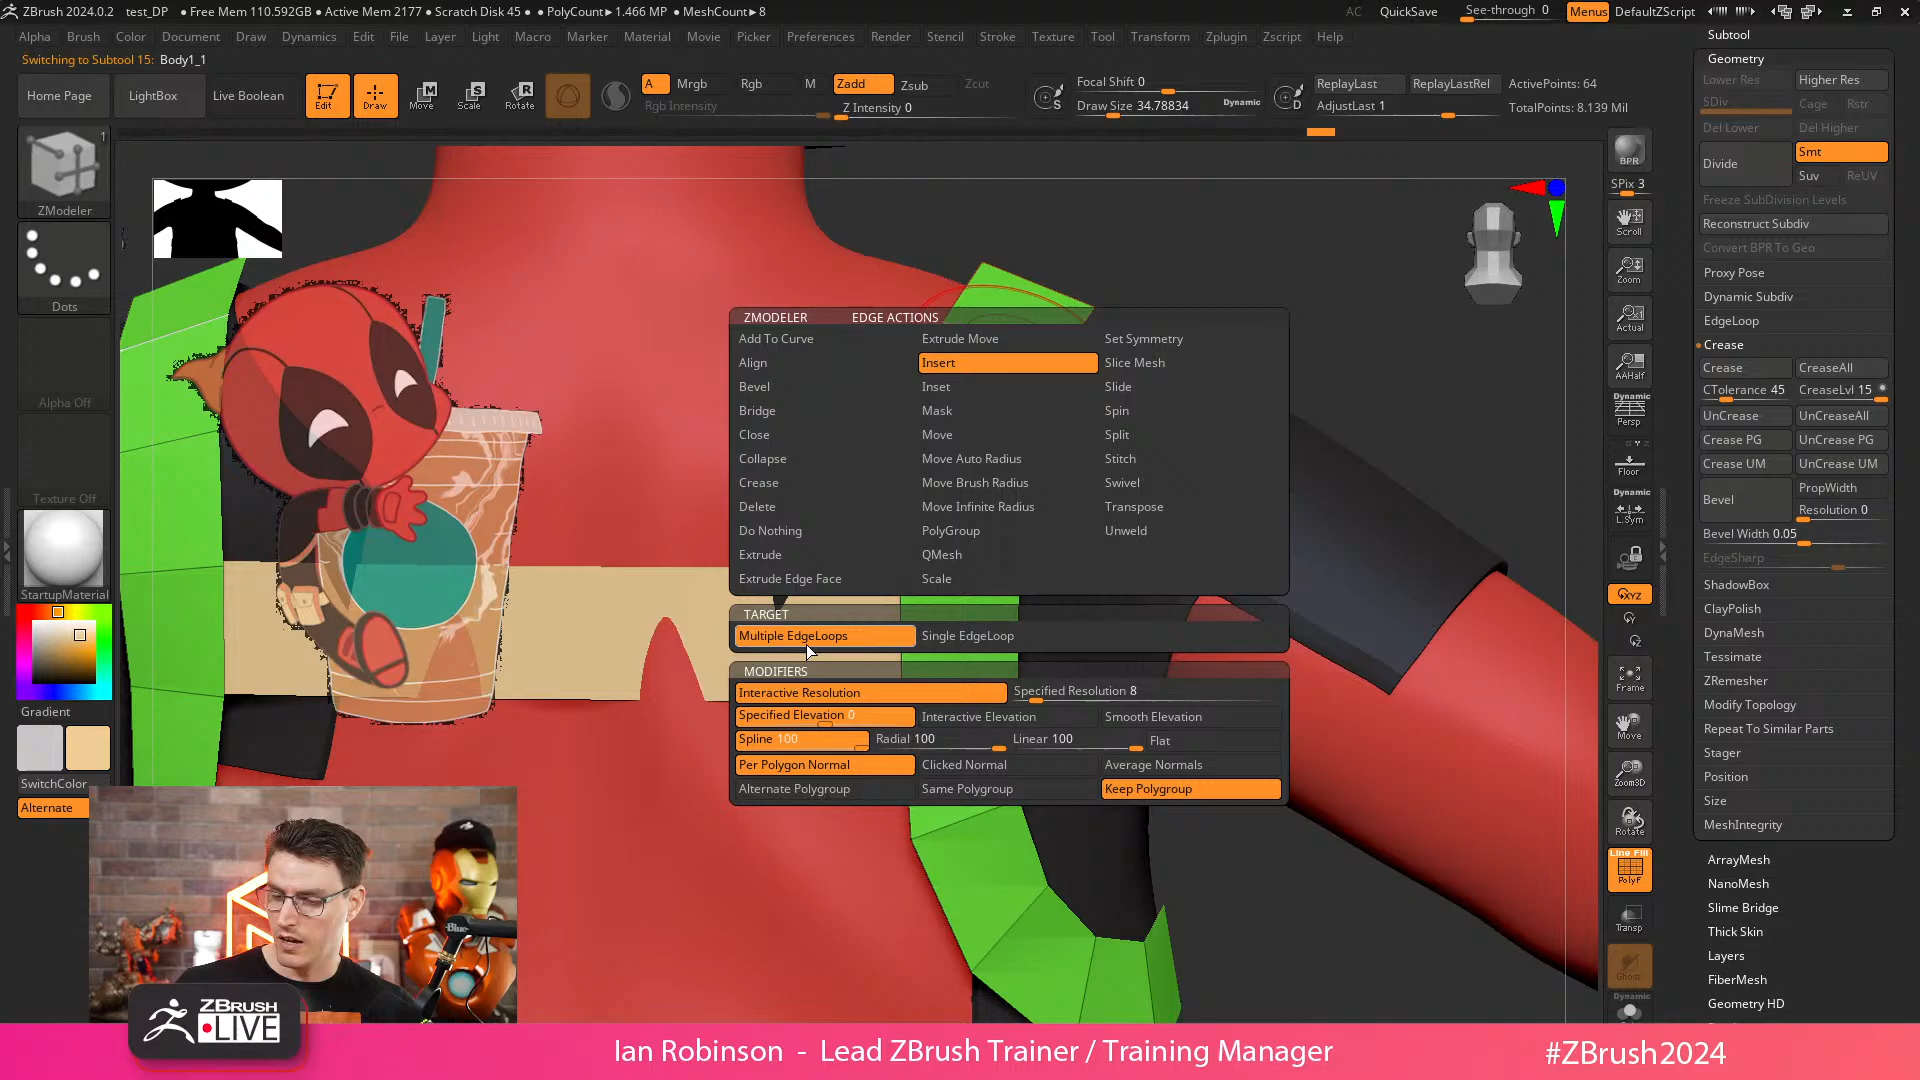 ZBrush 2024.0.2 test_DP ● Free Mem 110.592GB ● Active Mem 2177 ● Scratch Disk 45 ● ● PolyCount► 1.466 MP ● MeshCount► 8
AC QuickSave See-through 0 Menus DefaultZScript
Alpha Brush Color Document Draw Dynamics Edit File Layer Light Macro Marker Material Movie Picker Preferences Render Stencil Stroke Texture Tool Transform Zplugin Zscript Help
Switching to Subtool 15: Body1_1
Home Page LightBox Live Boolean Edit Draw Move Scale Rotate
A Mrgb Rgb M Zadd Zsub Zcut
Rgb Intensity Z Intensity 0
Focal Shift 0
Draw Size 34.78834 Dynamic
ReplayLast ReplayLastRel ActivePoints: 64
AdjustLast 1 TotalPoints: 8.139 Mil
1
ZModeler
Dots
Alpha Off
Texture Off
StartupMaterial
Gradient
SwitchColor
Alternate
ZMODELER EDGE ACTIONS
Add To Curve Extrude Move Set Symmetry
Align Insert Slice Mesh
Bevel Inset Slide
Bridge Mask Spin
Close Move Split
Collapse Move Auto Radius Stitch
Crease Move Brush Radius Swivel
Delete Move Infinite Radius Transpose
Do Nothing PolyGroup Unweld
Extrude QMesh
Extrude Edge Face Scale
TARGET
Multiple EdgeLoops Single EdgeLoop
MODIFIERS
Interactive Resolution Specified Resolution 8
Specified Elevation 0 Interactive Elevation Smooth Elevation
Spline 100 Radial 100 Linear 100 Flat
Per Polygon Normal Clicked Normal Average Normals
Alternate Polygroup Same Polygroup Keep Polygroup
BPR
SPix 3
Scroll
Zoom
Actual
AAHalf
Dynamic
Persp
Floor
Dynamic
L.Sym
XYZ
Frame
Move
Zoom3D
Rotate
Line Fill
PolyF
Transp
Ghost
Dynamic
Subtool
Geometry
Lower Res Higher Res
SDiv Cage Rstr
Del Lower Del Higher
Divide Smt
Suv ReUV
Freeze SubDivision Levels
Reconstruct Subdiv
Convert BPR To Geo
Proxy Pose
Dynamic Subdiv
EdgeLoop
Crease
Crease CreaseAll
CTolerance 45 CreaseLvl 15
UnCrease UnCreaseAll
Crease PG UnCrease PG
Crease UM UnCrease UM
Bevel PropWidth
Resolution 0
Bevel Width 0.05
EdgeSharp
ShadowBox
ClayPolish
DynaMesh
Tessimate
ZRemesher
Modify Topology
Repeat To Similar Parts
Stager
Position
Size
MeshIntegrity
ArrayMesh
NanoMesh
Slime Bridge
Thick Skin
Layers
FiberMesh
Geometry HD
Blue
ZBRUSH
LIVE
Ian Robinson - Lead ZBrush Trainer / Training Manager
#ZBrush2024